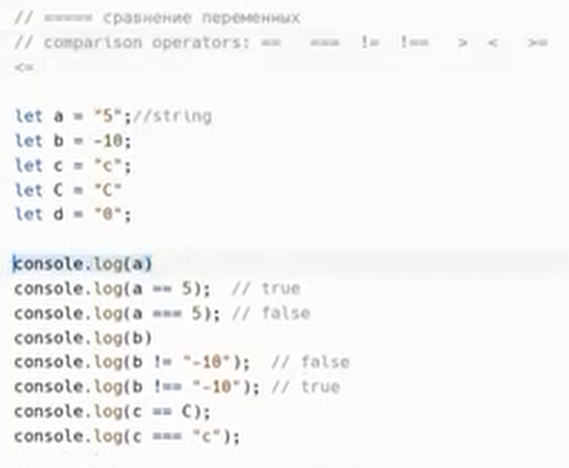 // ===== сравнение переменных
// comparison operators: == === != !== > < >=
<=
let a = "5";//string
let b = -10;
let c = "c";
let C = "C"
let d = "0";
console.log(a)
console.log(a == 5); // true
console.log(a === 5); // false
console.log(b)
console.log(b != "-10"); // false
console.log(b !== "-10"); // true
console.log(c == C);
console.log(c === "c");